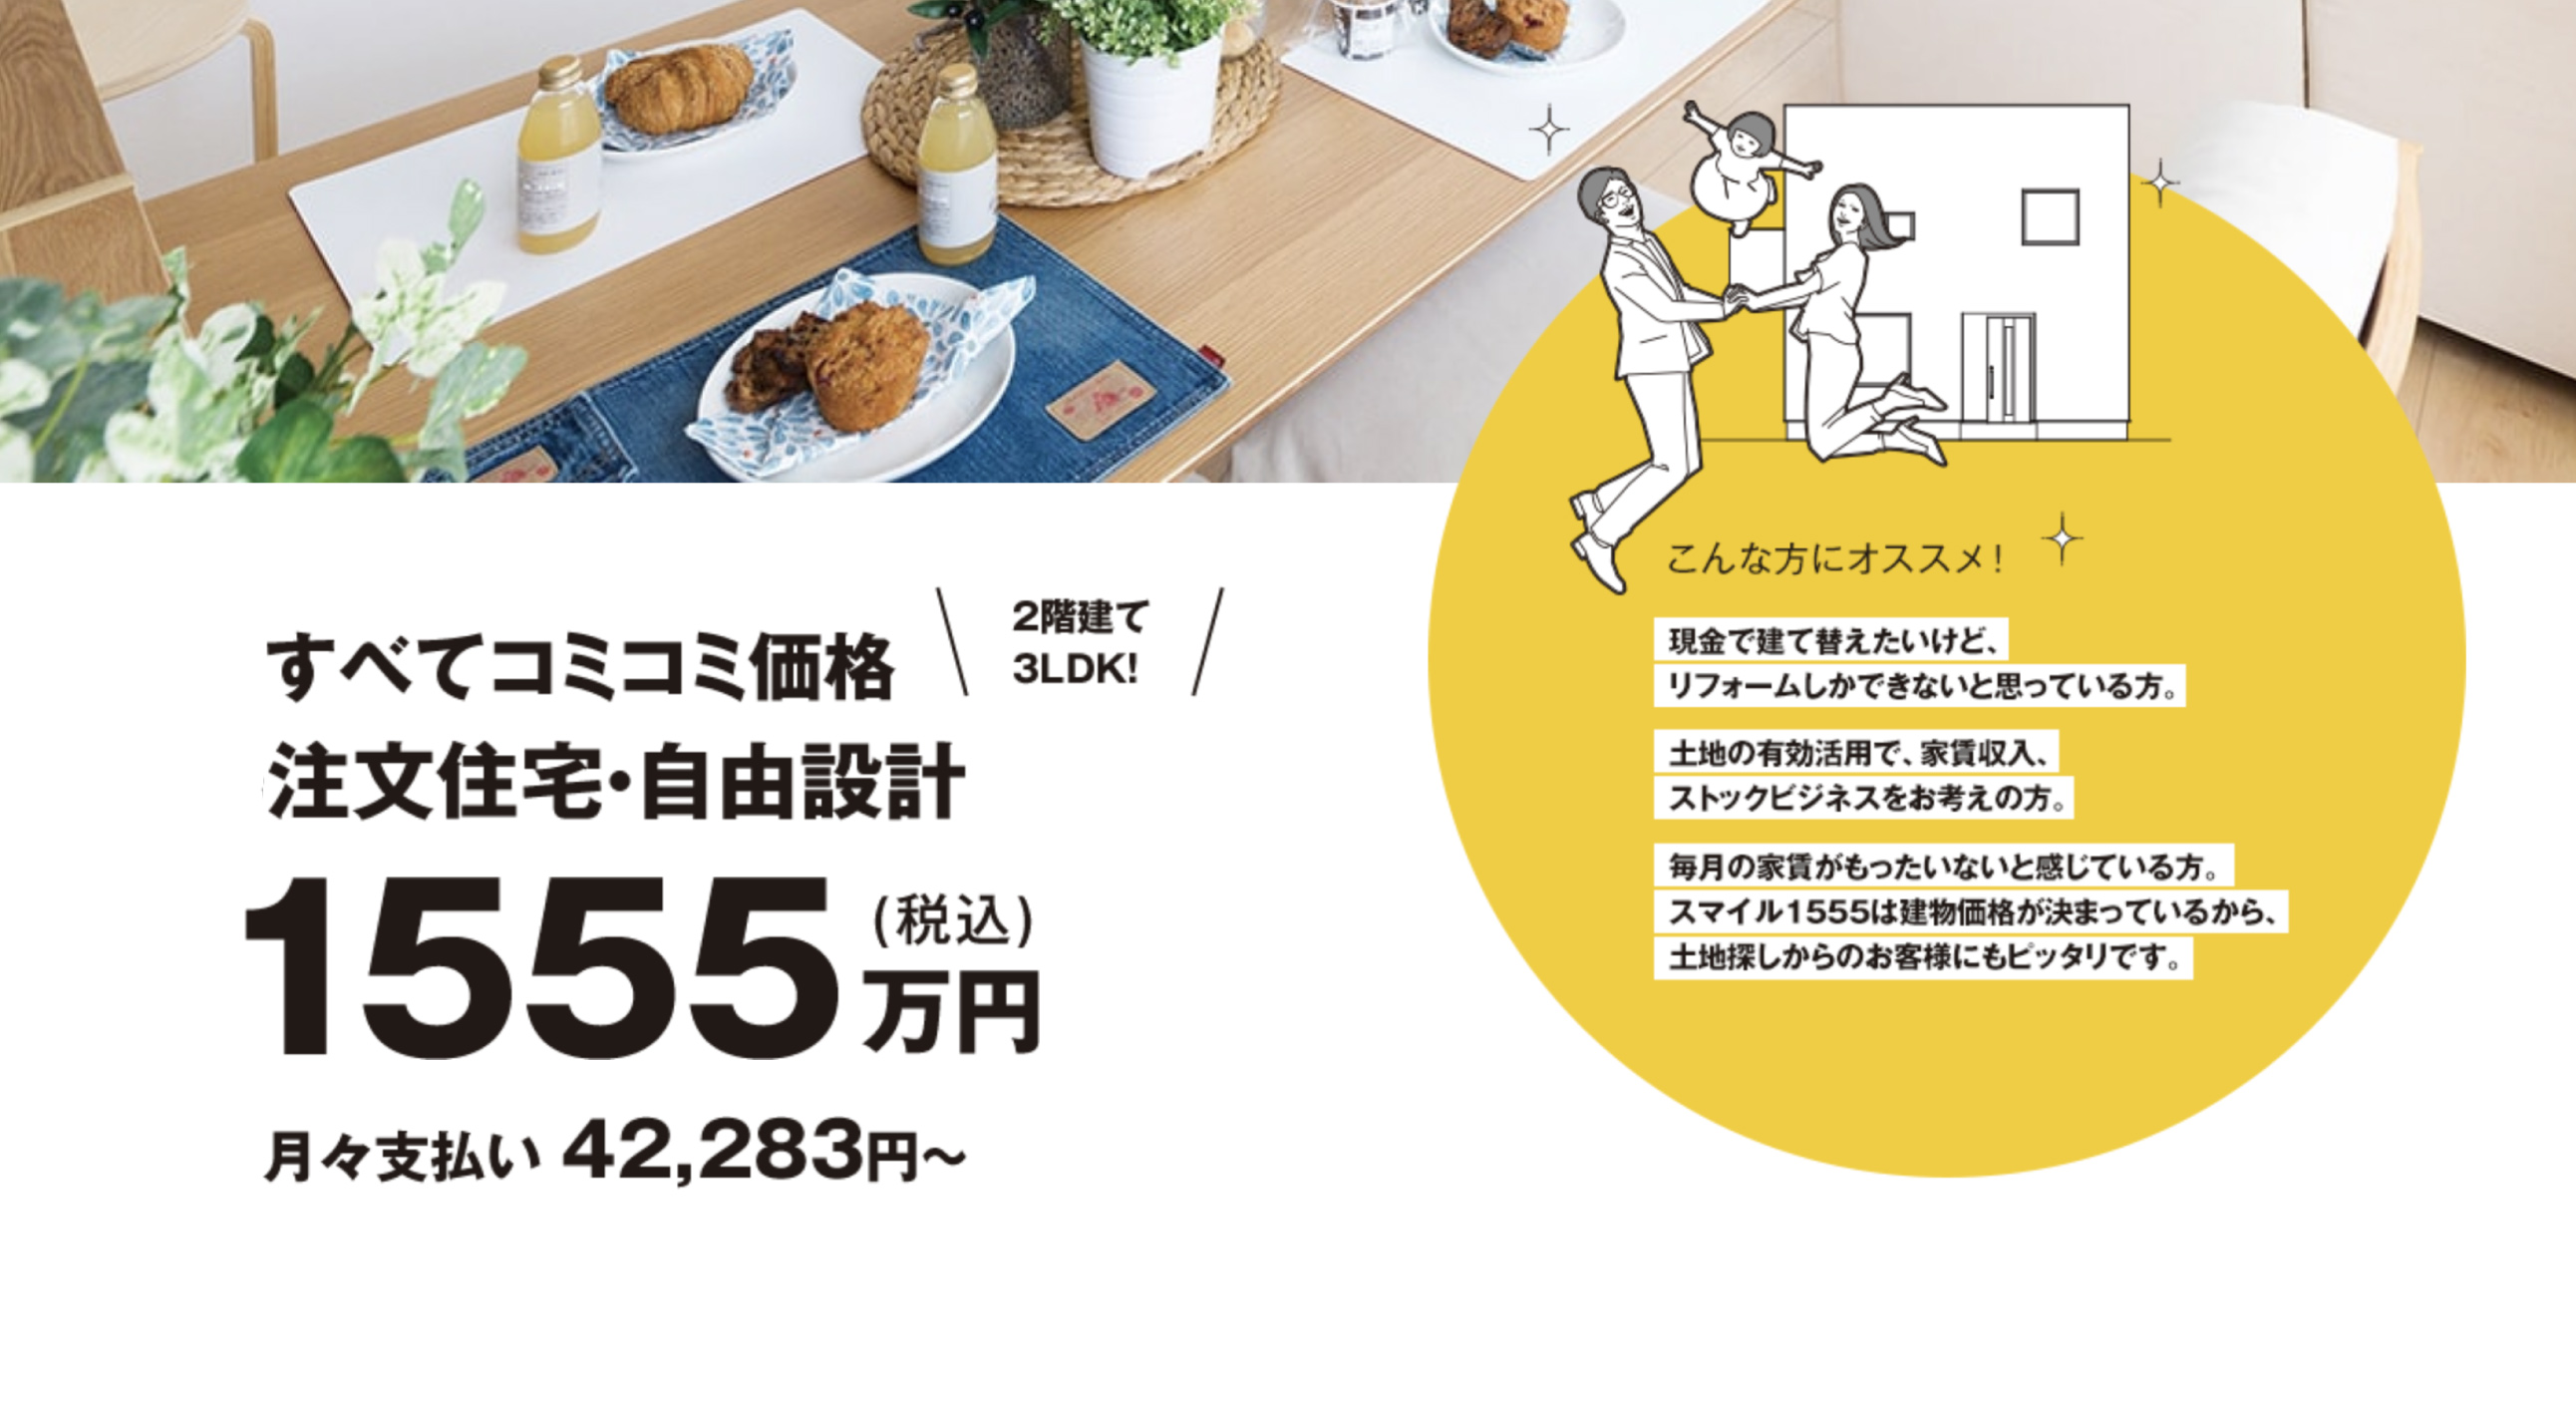 すべてコミコミ価格
2階建て
3LDK!
注文住宅・自由設計
1555万円(税込)
月々支払い 42,283円〜
こんな方にオススメ!
現金で建て替えたいけど、
リフォームしかできないと思っている方。
土地の有効活用で、家賃収入、
ストックビジネスをお考えの方。
毎月の家賃がもったいないと感じている方。
スマイル1555は建物価格が決まっているから、
土地探しからのお客様にもピッタリです。